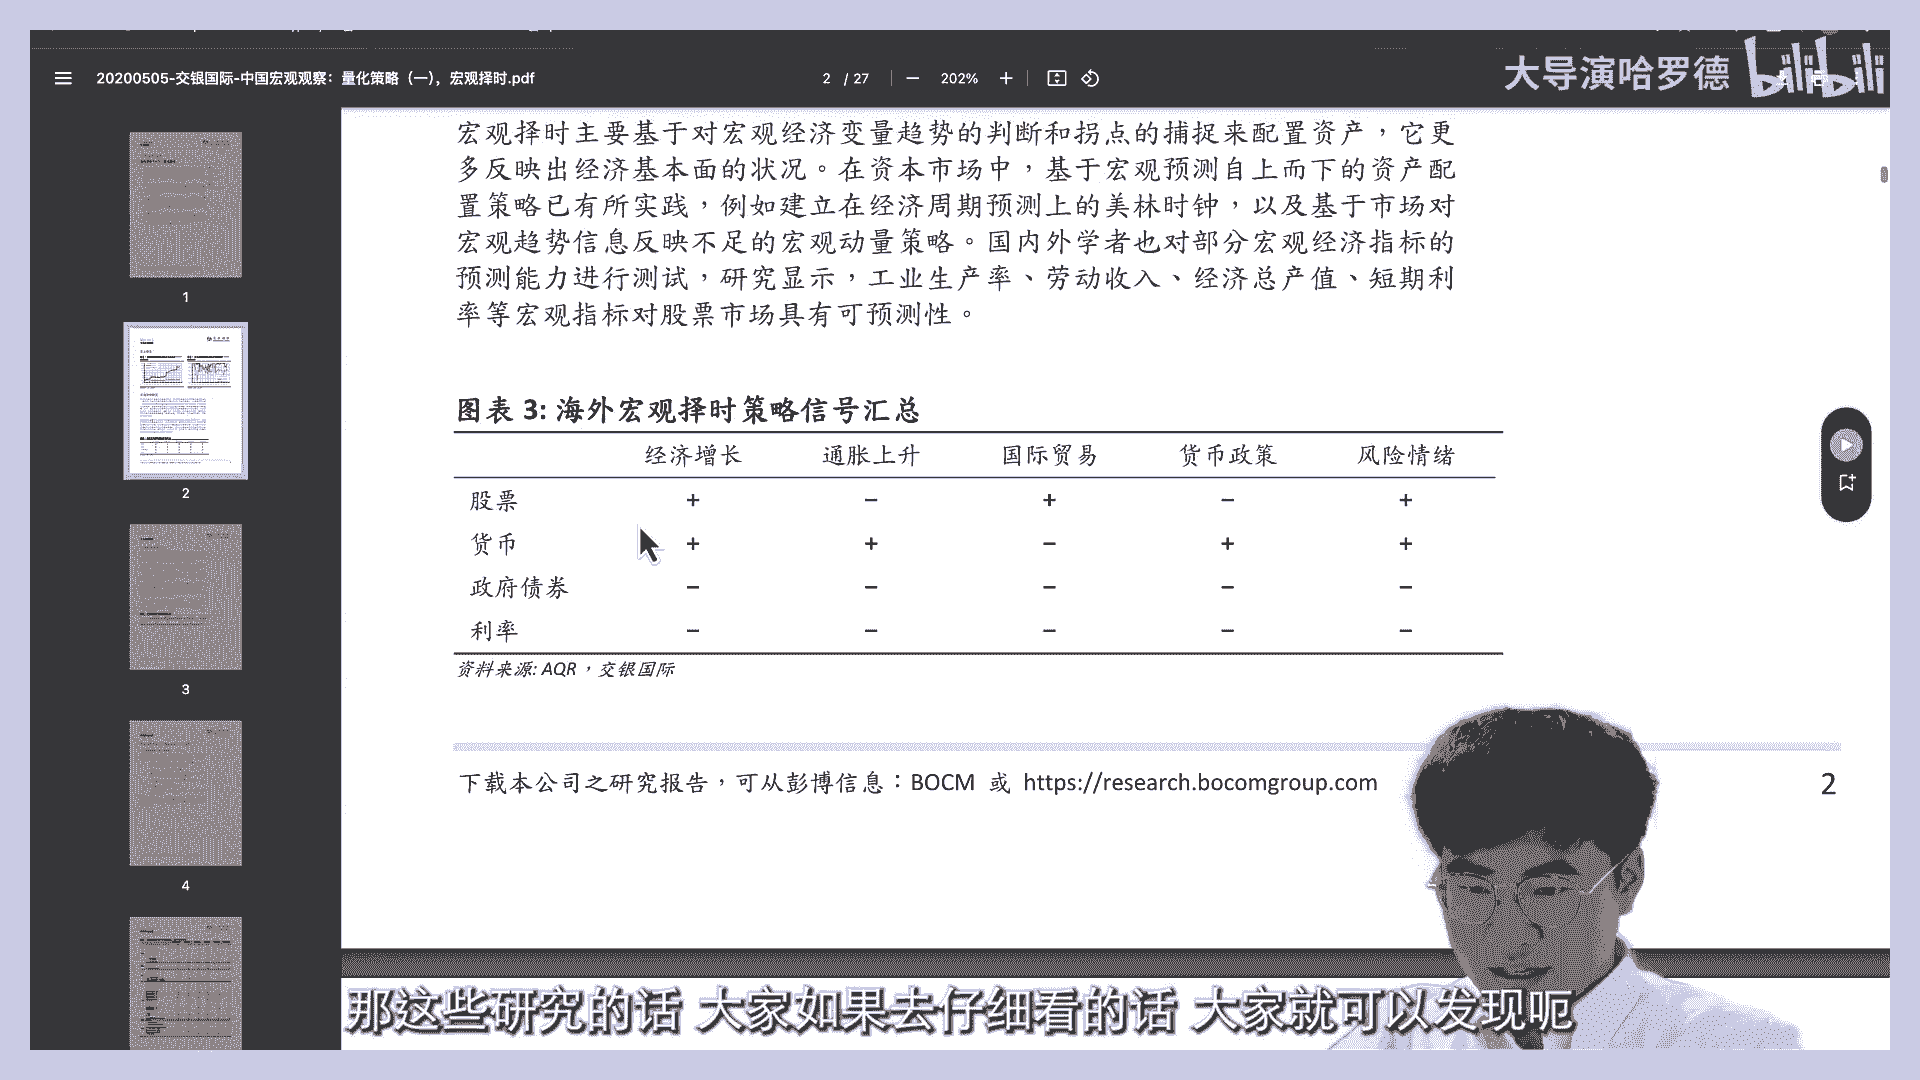 20200505-交银国际-中国宏观观察：量化策略（一），宏观择时.pdf
2 / 27
202%
大导演哈罗德
bilibili
宏观择时主要基于对宏观经济变量趋势的判断和拐点的捕捉来配置资产，它更
多反映出经济基本面的状况。在资本市场中，基于宏观预测自上而下的资产配
置策略已有所实践，例如建立在经济周期预测上的美林时钟，以及基于市场对
宏观趋势信息反映不足的宏观动量策略。国内外学者也对部分宏观经济指标的
预测能力进行测试，研究显示，工业生产率、劳动收入、经济总产值、短期利
率等宏观指标对股票市场具有可预测性。
图表 3: 海外宏观择时策略信号汇总
经济增长 通胀上升 国际贸易 货币政策 风险情绪
股票 + − + − +
货币 + + − + +
政府债券 − − − − −
利率 − − − − −
资料来源: AQR，交银国际
下载本公司之研究报告，可从彭博信息：BOCM 或 https://research.bocomgroup.com
2
1
2
3
4
那这些研究的话 大家如果去仔细看的话 大家就可以发现呃